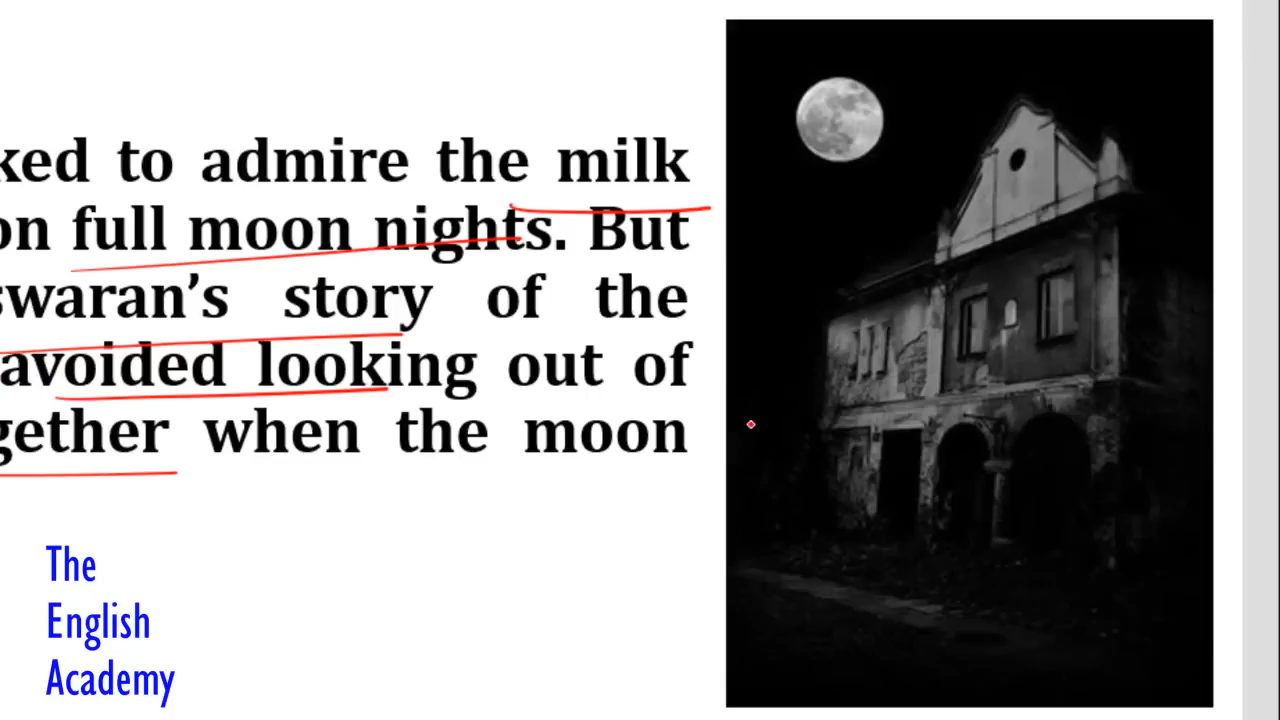 ked to admire the milk
on full moon nights. But
swaran’s story of the
avoided looking out of
gether when the moon
The
English
Academy